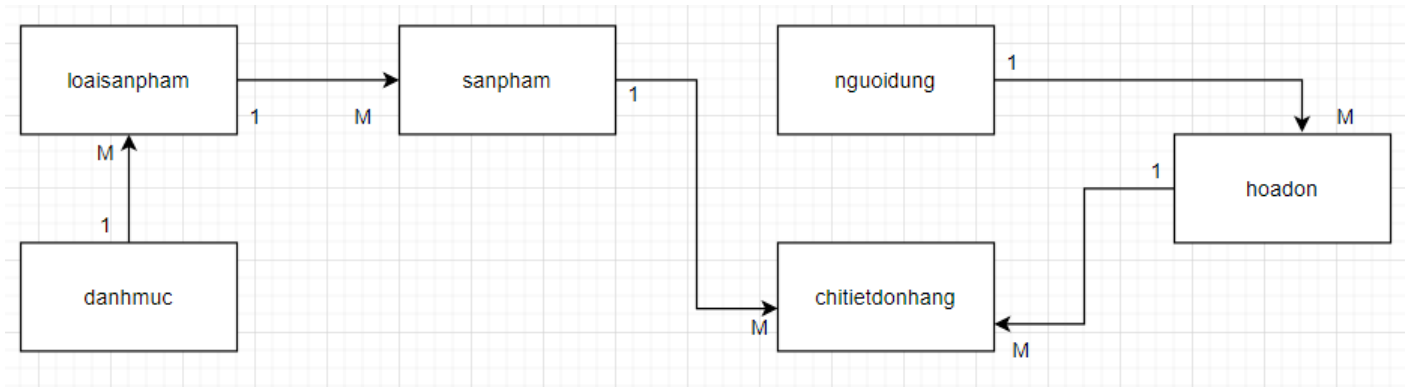 loaisanpham
sanpham
nguoidung
1
1
M
1
M
M
1
hoadon
1
danhmuc
chitietdonhang
M
M